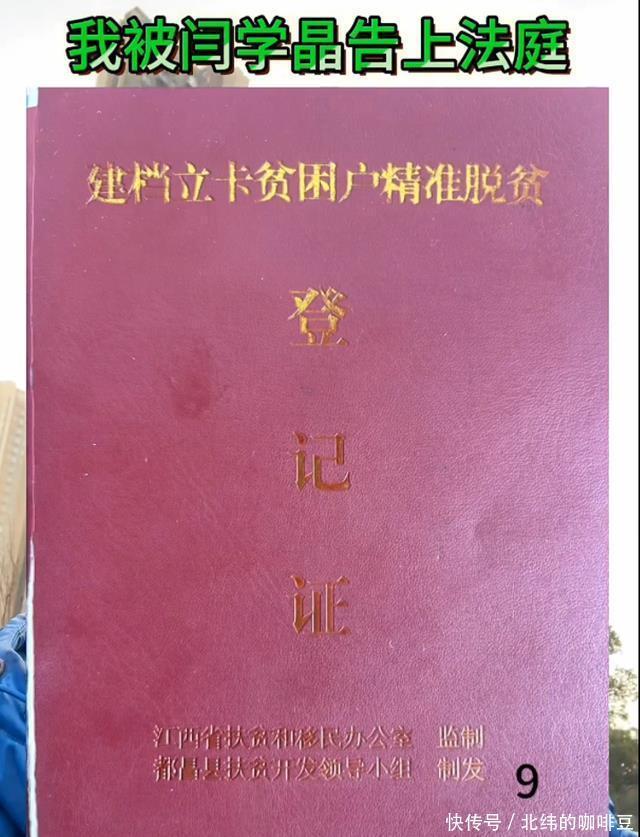 我被闫学晶告上法庭
建档立卡贫困户精准脱贫
登
记
证
江西省扶贫和移民办公室 监制
都昌县扶贫开发领导小组 制发
9
快传号/北纬的咖啡豆